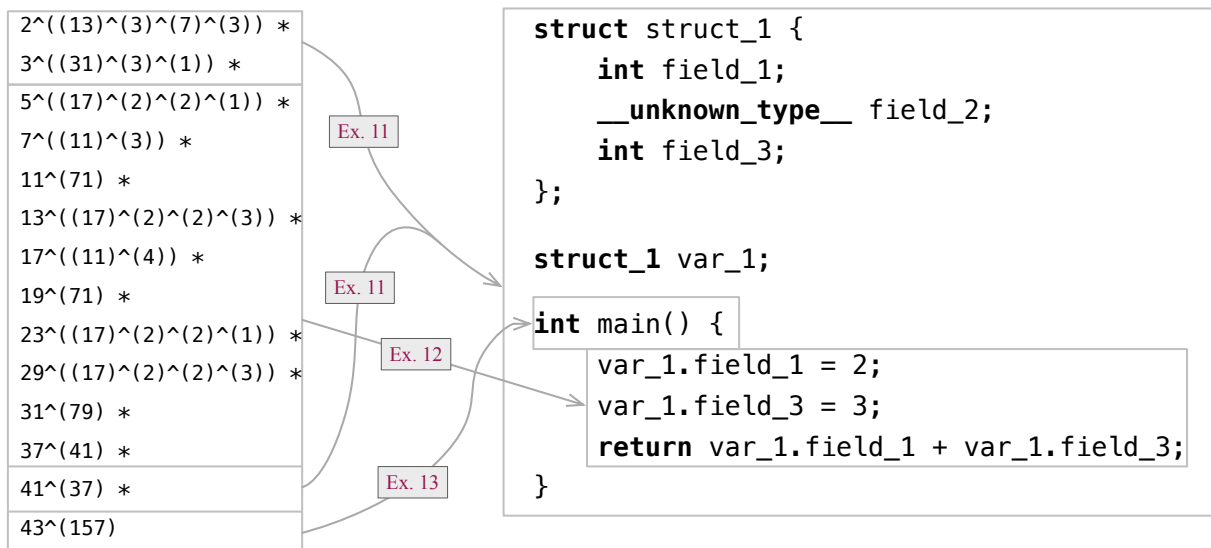 2^((13)^(3)^(7)^(3)) *
3^((31)^(3)^(1)) *
5^((17)^(2)^(2)^(1)) *
7^((11)^(3)) *
11^(71) *
13^((17)^(2)^(2)^(3)) *
17^((11)^(4)) *
19^(71) *
23^((17)^(2)^(2)^(1)) *
29^((17)^(2)^(2)^(3)) *
31^(79) *
37^(41) *
41^(37) *
43^(157)
Ex. 11
Ex. 11
Ex. 12
Ex. 13
struct struct_1 {
int field_1;
__unknown_type__ field_2;
int field_3;
};
struct_1 var_1;
int main() {
var_1.field_1 = 2;
var_1.field_3 = 3;
return var_1.field_1 + var_1.field_3;
}